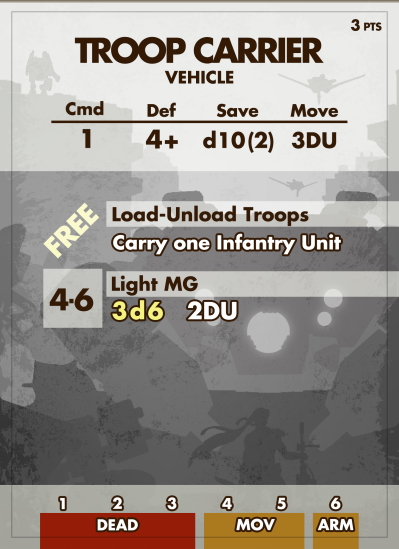 3 PTS
TROOP CARRIER
VEHICLE
Cmd Def Save Move
1 4+ d10(2) 3DU
FREE Load-Unload Troops
Carry one Infantry Unit
4-6 Light MG
3d6 2DU
1 2 3 4 5 6
DEAD MOV ARM